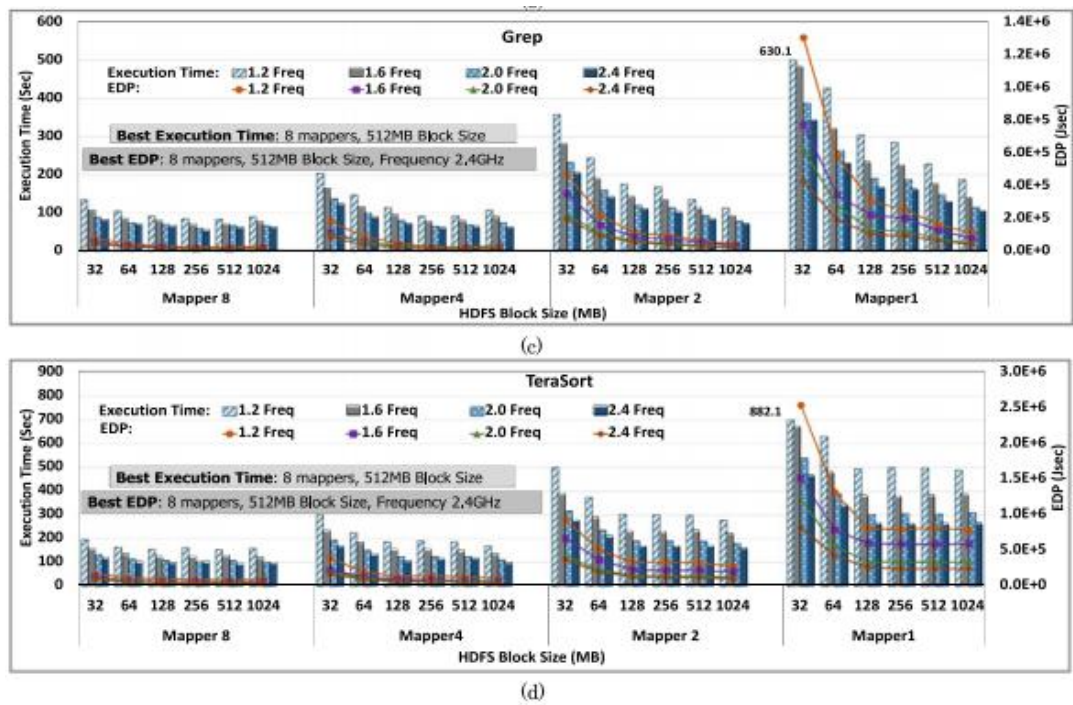 Grep
600
500
400
300
200
100
0
Execution Time (Sec)
1.4E+6
1.2E+6
1.0E+6
8.0E+5
6.0E+5
4.0E+5
2.0E+5
0.0E+0
EDP (Jsec)
630.1
Execution Time: 1.2 Freq 1.6 Freq 2.0 Freq 2.4 Freq
EDP: 1.2 Freq 1.6 Freq 2.0 Freq 2.4 Freq
Best Execution Time: 8 mappers, 512MB Block Size
Best EDP: 8 mappers, 512MB Block Size, Frequency 2,4GHz
32 64 128 256 512 1024 32 64 128 256 512 1024 32 64 128 256 512 1024 32 64 128 256 512 1024
Mapper 8 Mapper4 Mapper 2 Mapper1
HDFS Block Size (MB)
(c)
TeraSort
900
800
700
600
500
400
300
200
100
0
Execution Time (Sec)
3.0E+6
2.5E+6
2.0E+6
1.5E+6
1.0E+6
5.0E+5
0.0E+0
EDP (Jsec)
882.1
Execution Time: 1.2 Freq 1.6 Freq 2.0 Freq 2.4 Freq
EDP: 1.2 Freq 1.6 Freq 2.0 Freq 2.4 Freq
Best Execution Time: 8 mappers, 512MB Block Size
Best EDP: 8 mappers, 512MB Block Size, Frequency 2,4GHz
32 64 128 256 512 1024 32 64 128 256 512 1024 32 64 128 256 512 1024 32 64 128 256 512 1024
Mapper 8 Mapper4 Mapper 2 Mapper1
HDFS Block Size (MB)
(d)